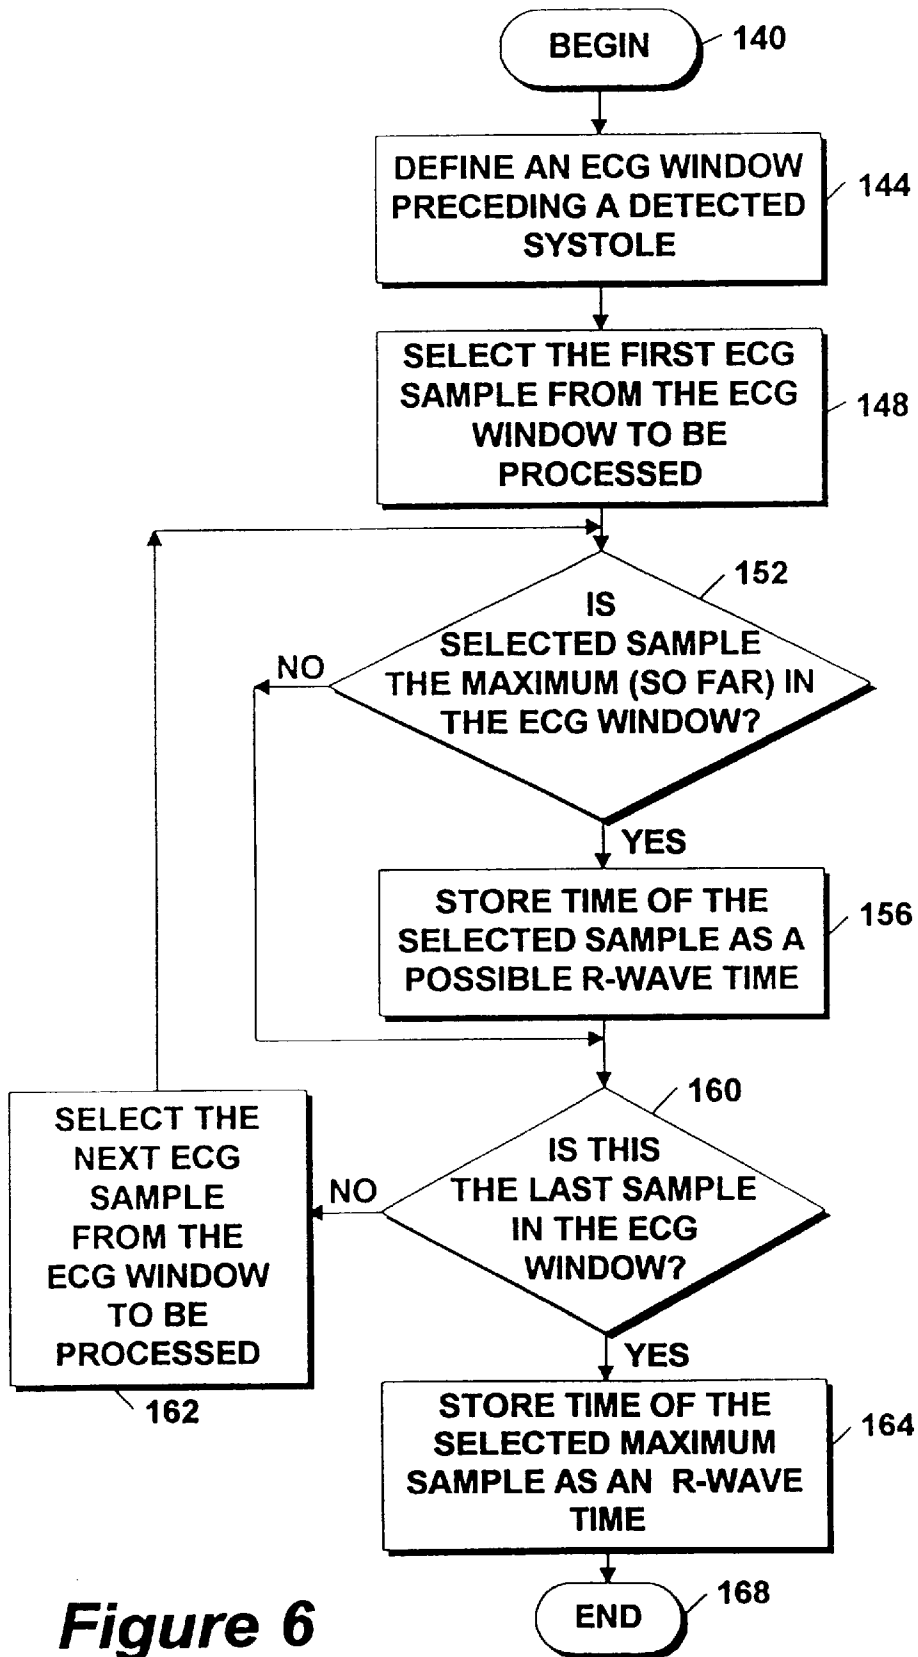 BEGIN
140
DEFINE AN ECG WINDOW
PRECEDING A DETECTED
SYSTOLE
144
SELECT THE FIRST ECG
SAMPLE FROM THE ECG
WINDOW TO BE
PROCESSED
148
152
IS
SELECTED SAMPLE
THE MAXIMUM (SO FAR) IN
THE ECG WINDOW?
NO
YES
STORE TIME OF THE
SELECTED SAMPLE AS A
POSSIBLE R-WAVE TIME
156
160
IS THIS
THE LAST SAMPLE
IN THE ECG
WINDOW?
NO
SELECT THE
NEXT ECG
SAMPLE
FROM THE
ECG WINDOW
TO BE
PROCESSED
162
YES
STORE TIME OF THE
SELECTED MAXIMUM
SAMPLE AS AN R-WAVE
TIME
164
END
168
Figure 6